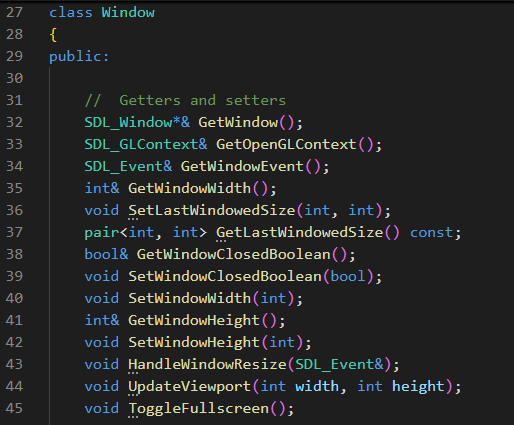 27 class Window
28 {
29 public:
30
31 // Getters and setters
32 SDL_Window*& GetWindow();
33 SDL_GLContext& GetOpenGLContext();
34 SDL_Event& GetWindowEvent();
35 int& GetWindowWidth();
36 void SetLastWindowedSize(int, int);
37 pair<int, int> GetLastWindowedSize() const;
38 bool& GetWindowClosedBoolean();
39 void SetWindowClosedBoolean(bool);
40 void SetWindowWidth(int);
41 int& GetWindowHeight();
42 void SetWindowHeight(int);
43 void HandleWindowResize(SDL_Event&);
44 void UpdateViewport(int width, int height);
45 void ToggleFullscreen();